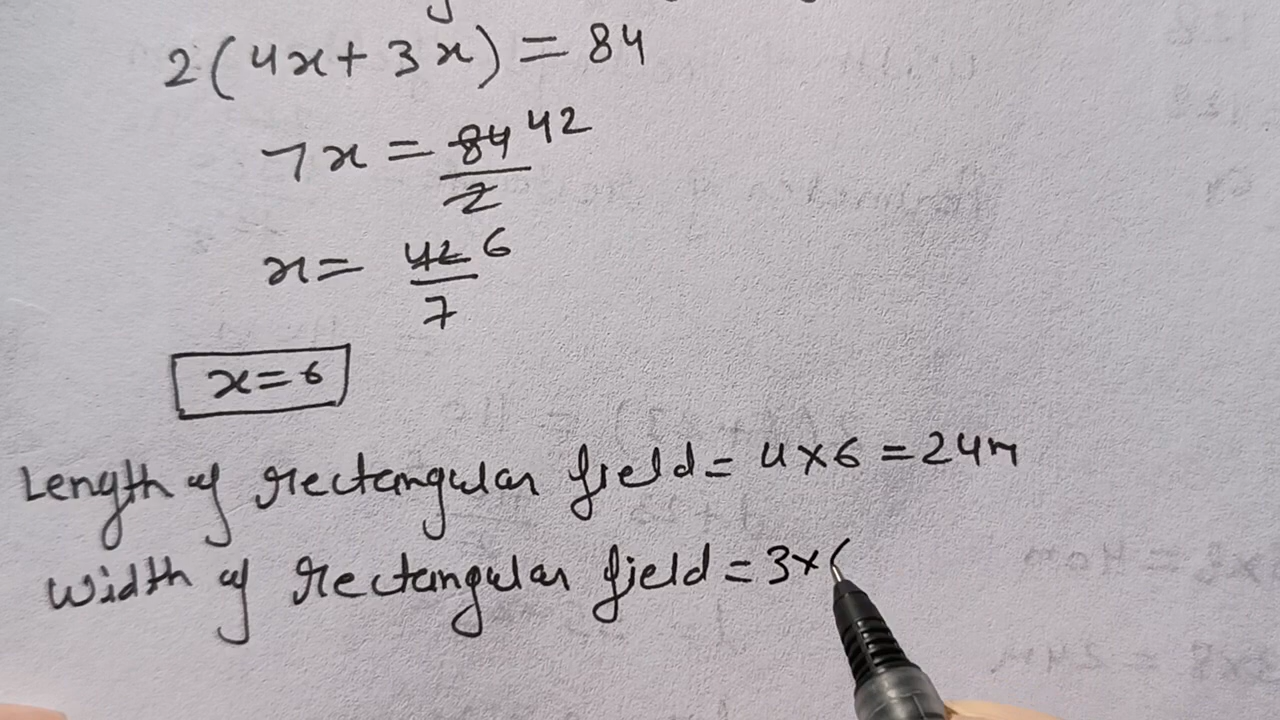 2(4x+3x)=84
7x=84 42
2
x=42 6
7
x=6
Length of rectangular field=4×6=24m
Width of rectangular field=3×6